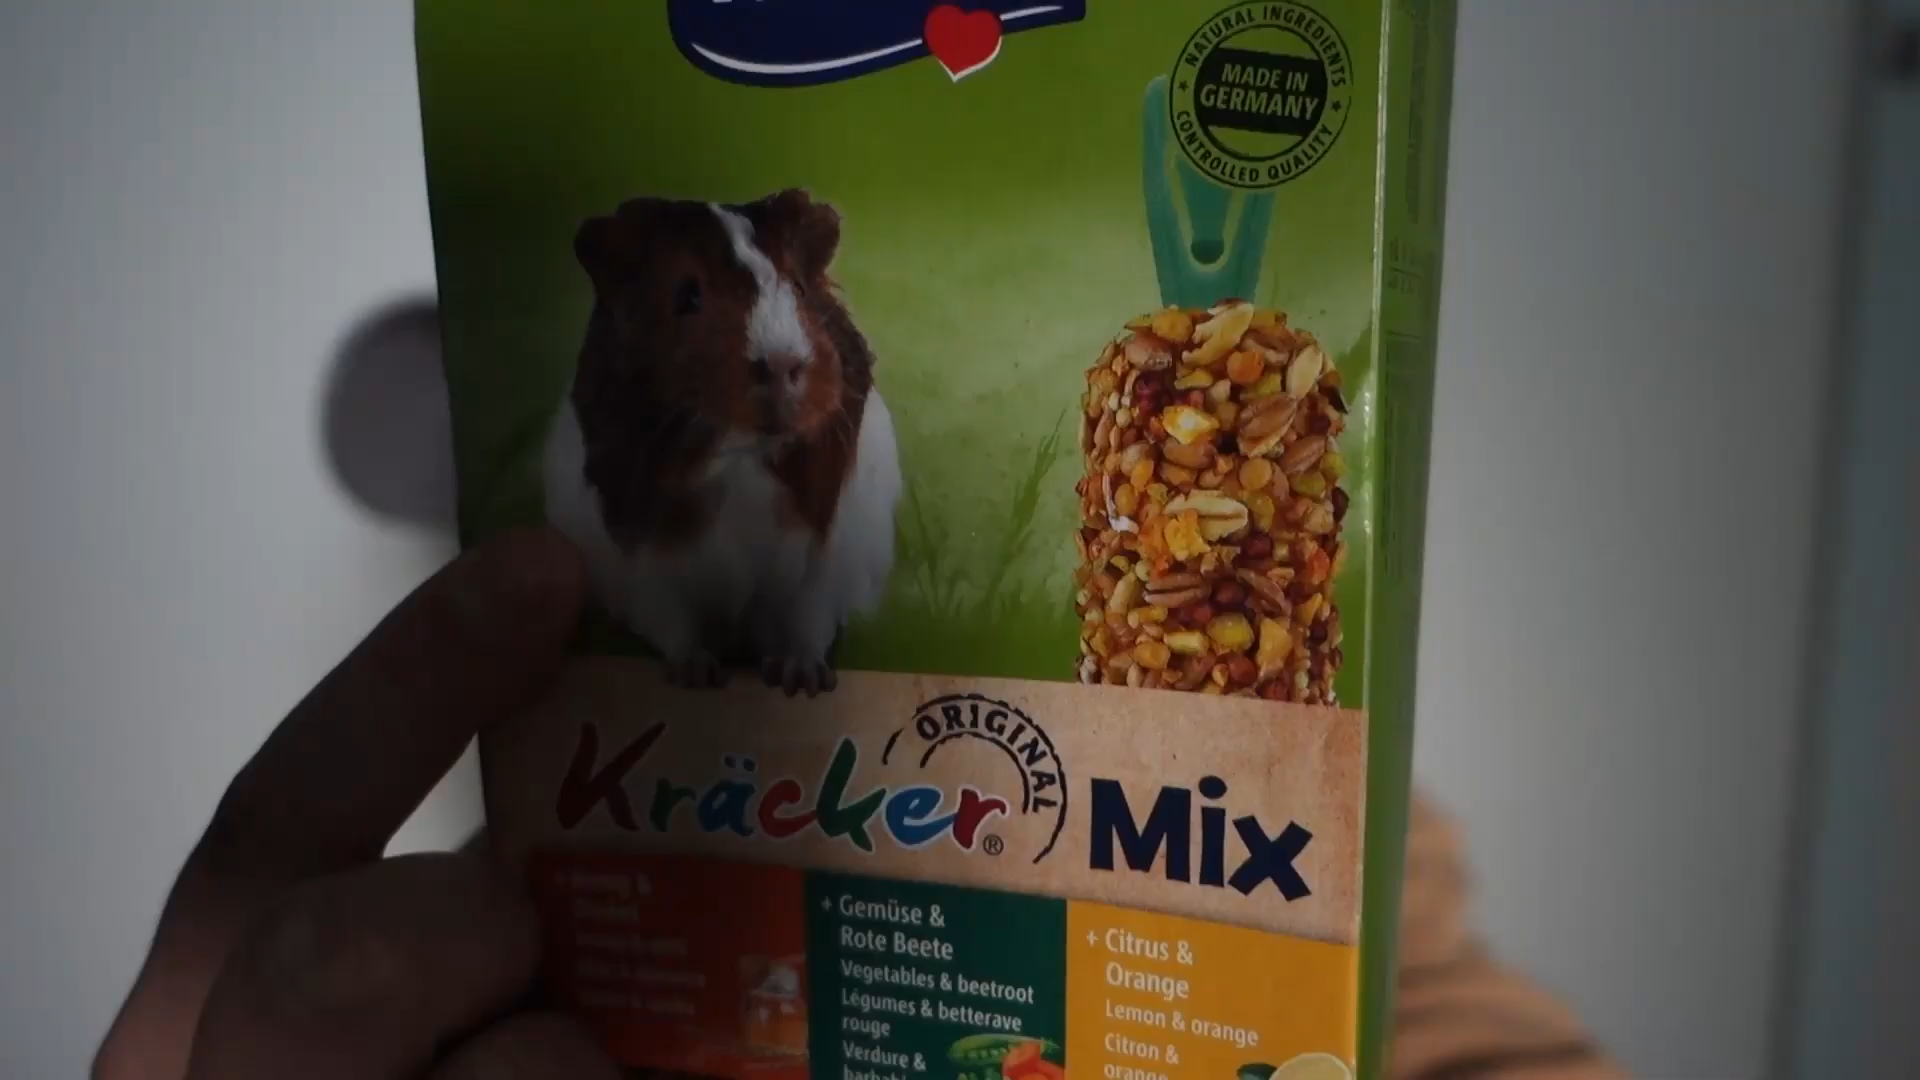 NATURAL INGREDIENTS
MADE IN
GERMANY
CONTROLLED QUALITY
ORIGINAL
Kräcker® Mix
+ Gemüse &
Rote Beete
Vegetables & beetroot
Légumes & betterave
rouge
Verdure &
+ Citrus &
Orange
Lemon & orange
Citron &
orange